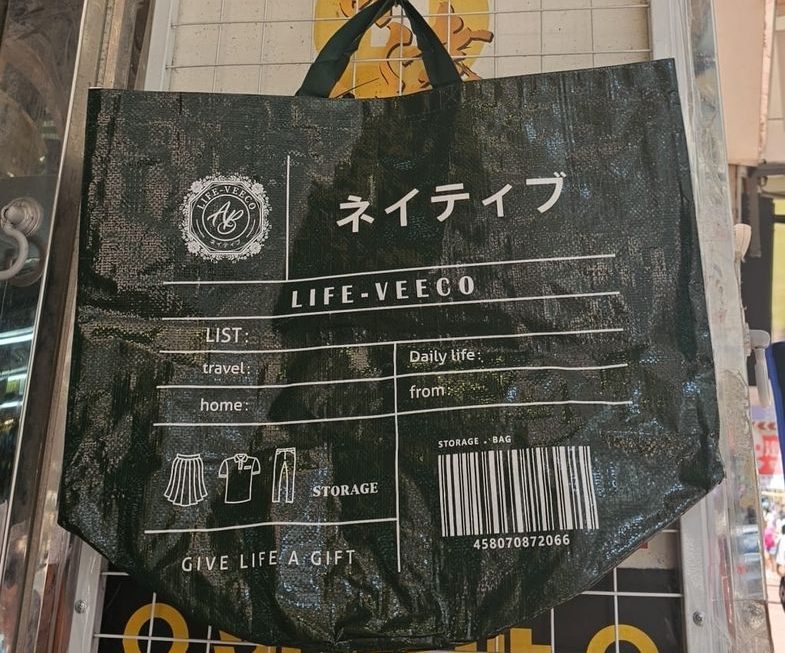 LIFE-VEECO
ネイティブ
ネイティブ
LIFE-VEECO
LIST:
travel:
Daily life:
home:
from:
STORAGE
STORAGE . BAG
458070872066
GIVE LIFE A GIFT